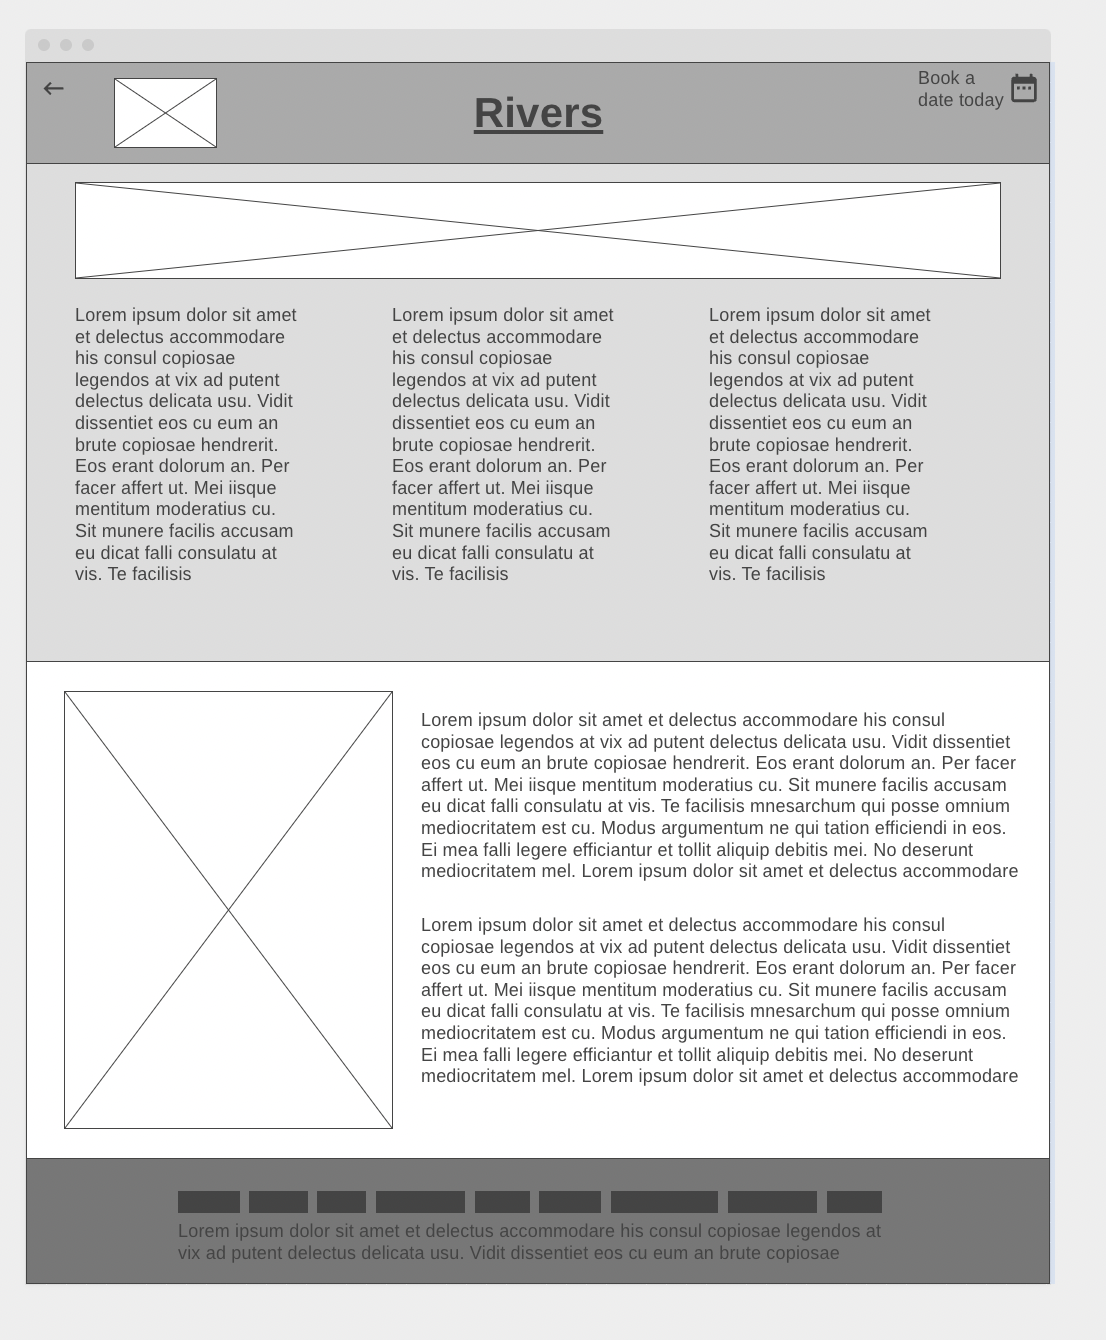 Book a
date today
Rivers
Lorem ipsum dolor sit amet
et delectus accommodare
his consul copiosae
legendos at vix ad putent
delectus delicata usu. Vidit
dissentiet eos cu eum an
brute copiosae hendrerit.
Eos erant dolorum an. Per
facer affert ut. Mei iisque
mentitum moderatius cu.
Sit munere facilis accusam
eu dicat falli consulatu at
vis. Te facilisis
Lorem ipsum dolor sit amet
et delectus accommodare
his consul copiosae
legendos at vix ad putent
delectus delicata usu. Vidit
dissentiet eos cu eum an
brute copiosae hendrerit.
Eos erant dolorum an. Per
facer affert ut. Mei iisque
mentitum moderatius cu.
Sit munere facilis accusam
eu dicat falli consulatu at
vis. Te facilisis
Lorem ipsum dolor sit amet
et delectus accommodare
his consul copiosae
legendos at vix ad putent
delectus delicata usu. Vidit
dissentiet eos cu eum an
brute copiosae hendrerit.
Eos erant dolorum an. Per
facer affert ut. Mei iisque
mentitum moderatius cu.
Sit munere facilis accusam
eu dicat falli consulatu at
vis. Te facilisis
Lorem ipsum dolor sit amet et delectus accommodare his consul
copiosae legendos at vix ad putent delectus delicata usu. Vidit dissentiet
eos cu eum an brute copiosae hendrerit. Eos erant dolorum an. Per facer
affert ut. Mei iisque mentitum moderatius cu. Sit munere facilis accusam
eu dicat falli consulatu at vis. Te facilisis mnesarchum qui posse omnium
mediocritatem est cu. Modus argumentum ne qui tation efficiendi in eos.
Ei mea falli legere efficiantur et tollit aliquip debitis mei. No deserunt
mediocritatem mel. Lorem ipsum dolor sit amet et delectus accommodare
Lorem ipsum dolor sit amet et delectus accommodare his consul
copiosae legendos at vix ad putent delectus delicata usu. Vidit dissentiet
eos cu eum an brute copiosae hendrerit. Eos erant dolorum an. Per facer
affert ut. Mei iisque mentitum moderatius cu. Sit munere facilis accusam
eu dicat falli consulatu at vis. Te facilisis mnesarchum qui posse omnium
mediocritatem est cu. Modus argumentum ne qui tation efficiendi in eos.
Ei mea falli legere efficiantur et tollit aliquip debitis mei. No deserunt
mediocritatem mel. Lorem ipsum dolor sit amet et delectus accommodare
Lorem ipsum dolor sit amet et delectus accommodare his consul copiosae legendos at
vix ad putent delectus delicata usu. Vidit dissentiet eos cu eum an brute copiosae